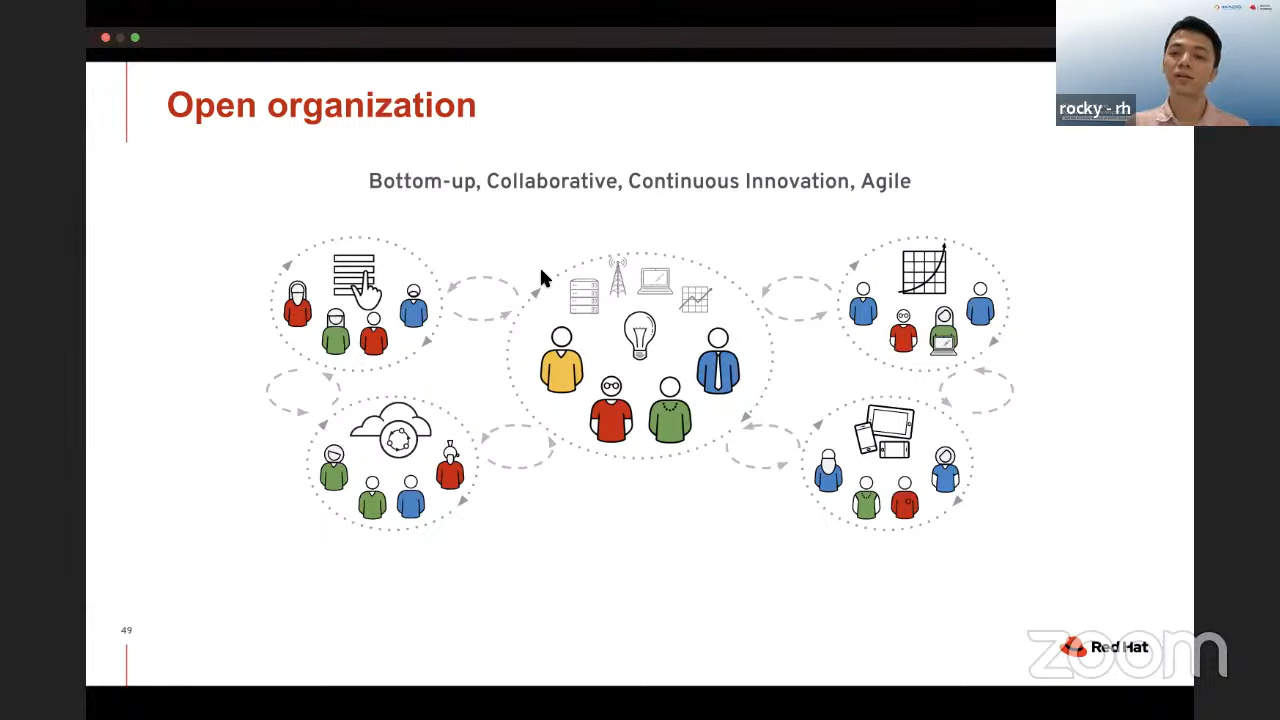 Open organization
rocky - rh
Bottom-up, Collaborative, Continuous Innovation, Agile
49
Red Hat
zoom